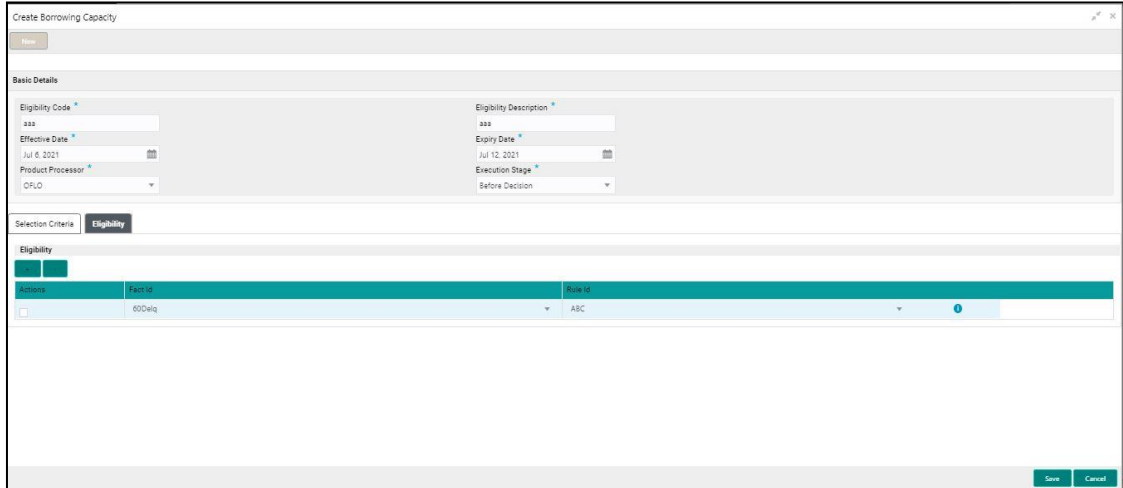 Create Borrowing Capacity
New
Basic Details
Eligibility Code * Eligibility Description *
aaa aaa
Effective Date * Expiry Date *
Jul 6, 2021 Jul 12, 2021
Product Processor * Execution Stage *
OFLO Before Decision
Selection Criteria Eligibility
Eligibility
Actions Fact Id Rule Id
60Delq ABC
Save Cancel